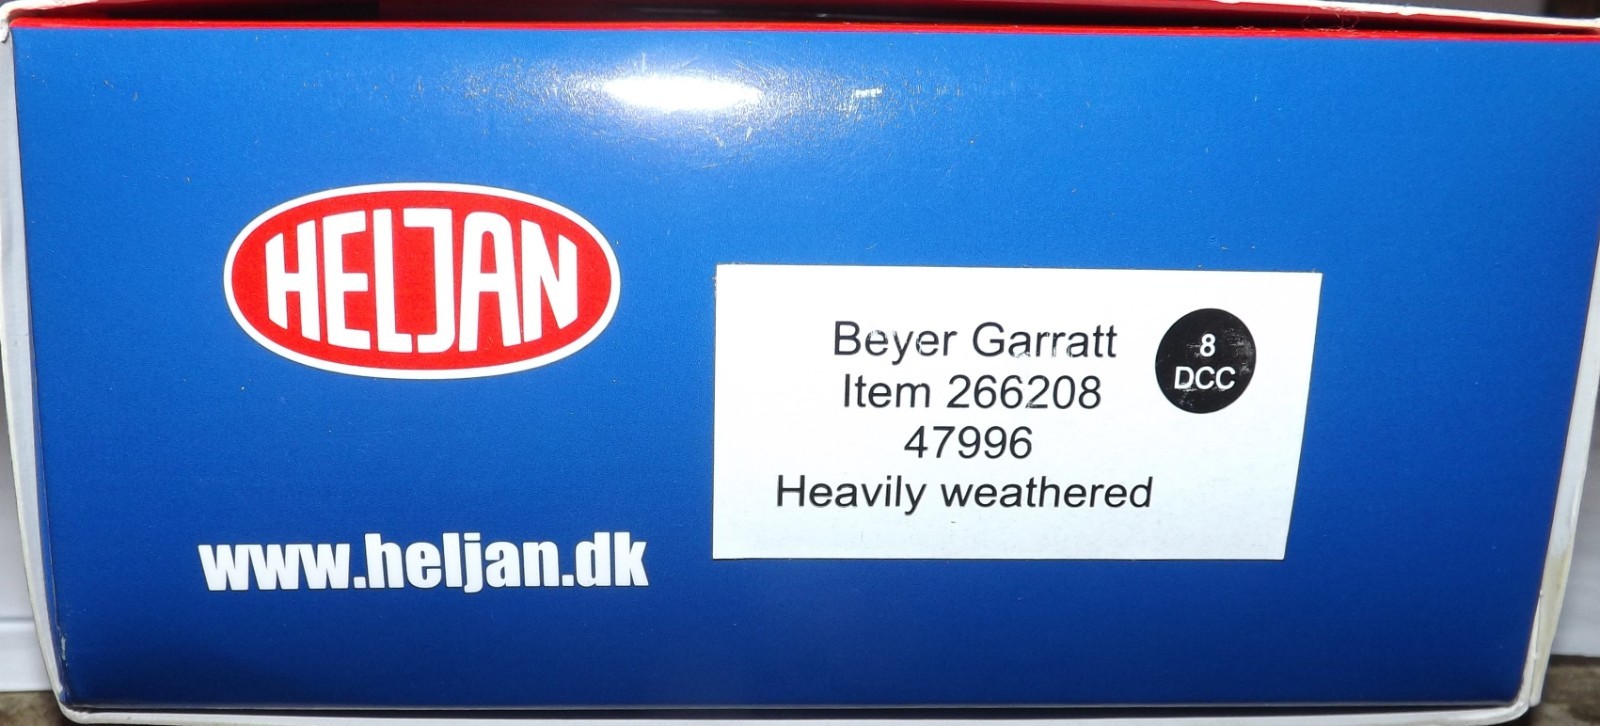 HELJAN
www.heljan.dk
Beyer Garratt
Item 266208
47996
Heavily weathered
8
DCC